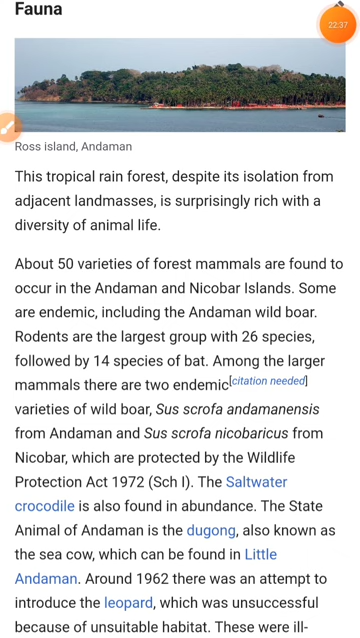 Fauna
22:37
Ross island, Andaman
This tropical rain forest, despite its isolation from
adjacent landmasses, is surprisingly rich with a
diversity of animal life.
About 50 varieties of forest mammals are found to
occur in the Andaman and Nicobar Islands. Some
are endemic, including the Andaman wild boar.
Rodents are the largest group with 26 species,
followed by 14 species of bat. Among the larger
mammals there are two endemic[citation needed]
varieties of wild boar, Sus scrofa andamanensis
from Andaman and Sus scrofa nicobaricus from
Nicobar, which are protected by the Wildlife
Protection Act 1972 (Sch I). The Saltwater
crocodile is also found in abundance. The State
Animal of Andaman is the dugong, also known as
the sea cow, which can be found in Little
Andaman. Around 1962 there was an attempt to
introduce the leopard, which was unsuccessful
because of unsuitable habitat. These were ill-